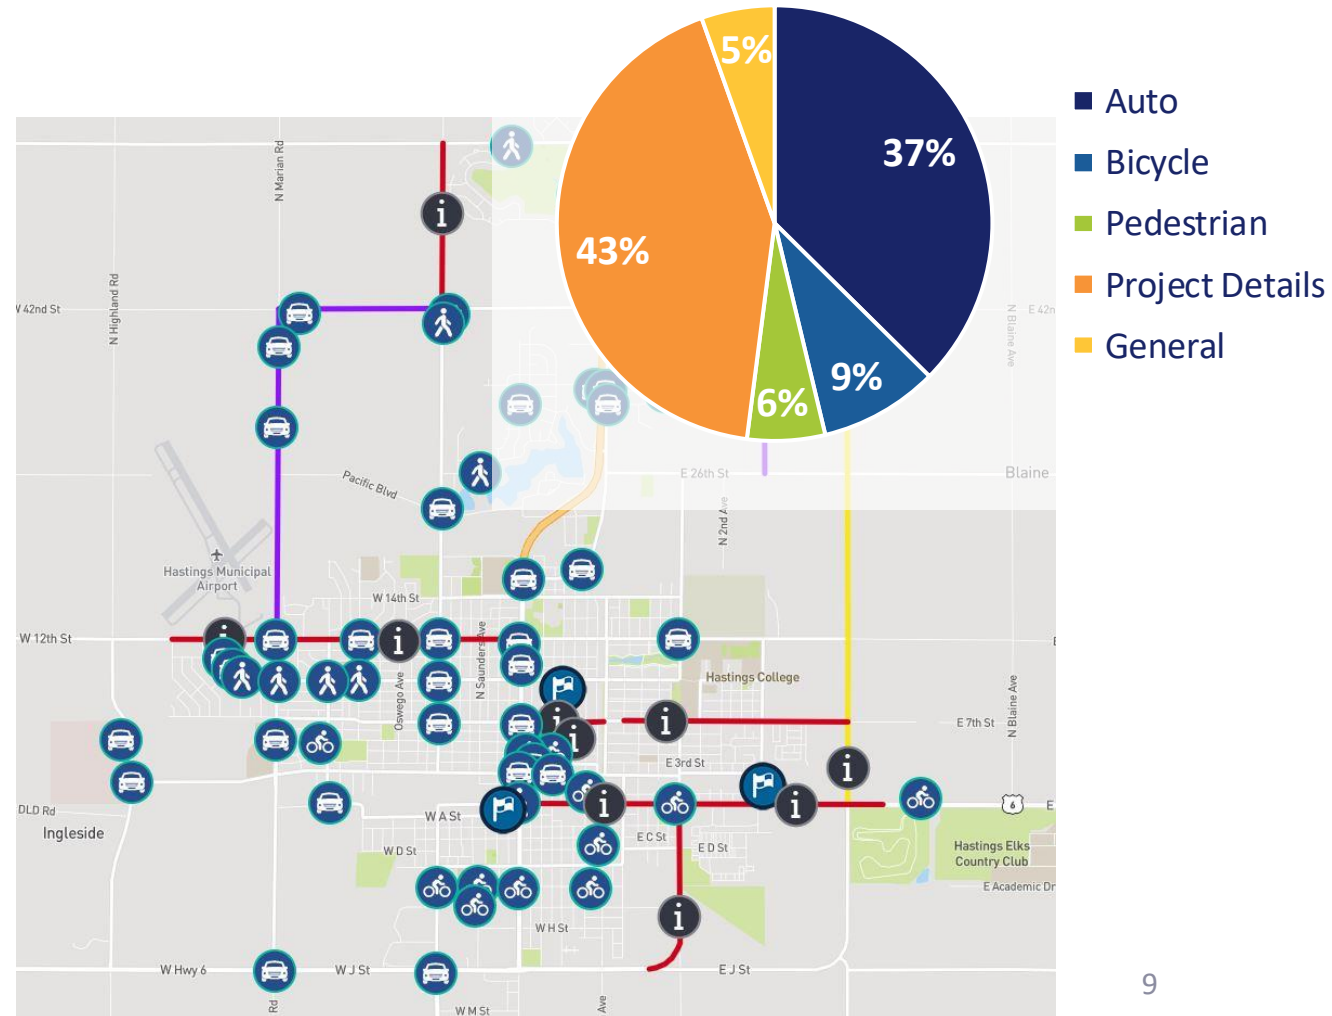 5%
37%
43%
9%
6%
Auto
Bicycle
Pedestrian
Project Details
General
N Marian Rd
N Highland Rd
W 42nd St
N Blaine Ave
E 42n
Pacific Blvd
E 26th St
Blaine
N 2nd Ave
Hastings Municipal
Airport
W 14th St
W 12th St
N Saunders Ave
Oswego Ave
Hastings College
N Blaine Ave
E 7th St
E 3rd St
DLD Rd
Ingleside
W A St
6
E
E C St
E D St
W D St
Hastings Elks
Country Club
E Academic Dr
W H St
W Hwy 6
W J St
E J St
Rd
Ave
W M St
9